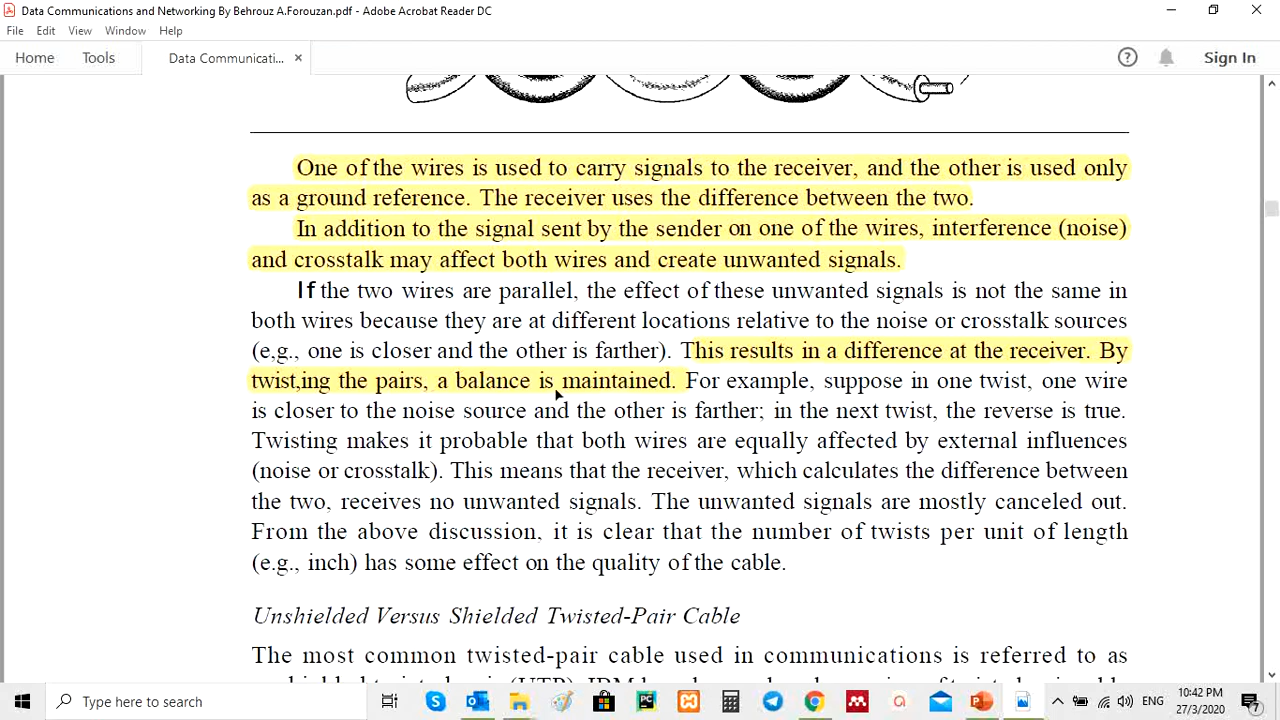 Data Communications and Networking By Behrouz A.Forouzan.pdf - Adobe Acrobat Reader DC
File Edit View Window Help
Home Tools Data Communicati... × Sign In
One of the wires is used to carry signals to the receiver, and the other is used only
as a ground reference. The receiver uses the difference between the two.
In addition to the signal sent by the sender on one of the wires, interference (noise)
and crosstalk may affect both wires and create unwanted signals.
If the two wires are parallel, the effect of these unwanted signals is not the same in
both wires because they are at different locations relative to the noise or crosstalk sources
(e,g., one is closer and the other is farther). This results in a difference at the receiver. By
twist,ing the pairs, a balance is maintained. For example, suppose in one twist, one wire
is closer to the noise source and the other is farther; in the next twist, the reverse is true.
Twisting makes it probable that both wires are equally affected by external influences
(noise or crosstalk). This means that the receiver, which calculates the difference between
the two, receives no unwanted signals. The unwanted signals are mostly canceled out.
From the above discussion, it is clear that the number of twists per unit of length
(e.g., inch) has some effect on the quality of the cable.
Unshielded Versus Shielded Twisted-Pair Cable
The most common twisted-pair cable used in communications is referred to as
Type here to search
ENG
10:42 PM
27/3/2020